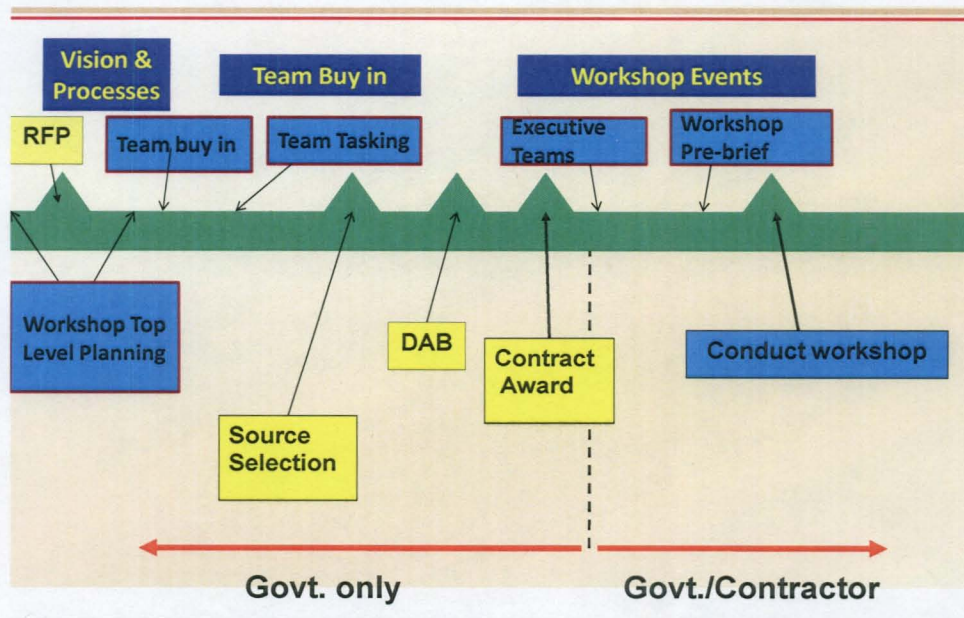 Vision &
Processes
Team Buy in
Workshop Events
RFP
Team buy in
Team Tasking
Executive
Teams
Workshop
Pre-brief
Workshop Top
Level Planning
DAB
Contract
Award
Conduct workshop
Source
Selection
Govt. only
Govt./Contractor